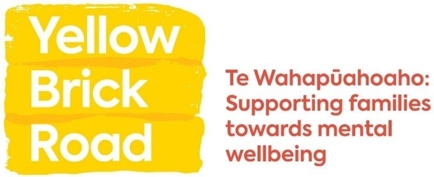 Yellow
Brick
Road
Te Wahapūahoaho:
Supporting families
towards mental
wellbeing